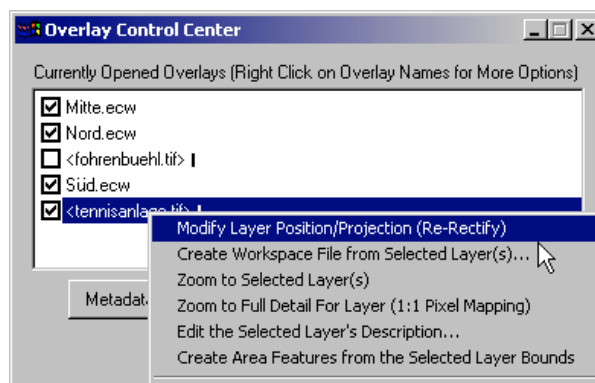 Overlay Control Center
Currently Opened Overlays (Right Click on Overlay Names for More Options)
Mitte.ecw
Nord.ecw
<fohrenbuehl.tif>
Süd.ecw
<tennisanlage.tif>
Modify Layer Position/Projection (Re-Rectify)
Create Workspace File from Selected Layer(s)...
Zoom to Selected Layer(s)
Metadat
Zoom to Full Detail For Layer (1:1 Pixel Mapping)
Edit the Selected Layer's Description...
Create Area Features from the Selected Layer Bounds